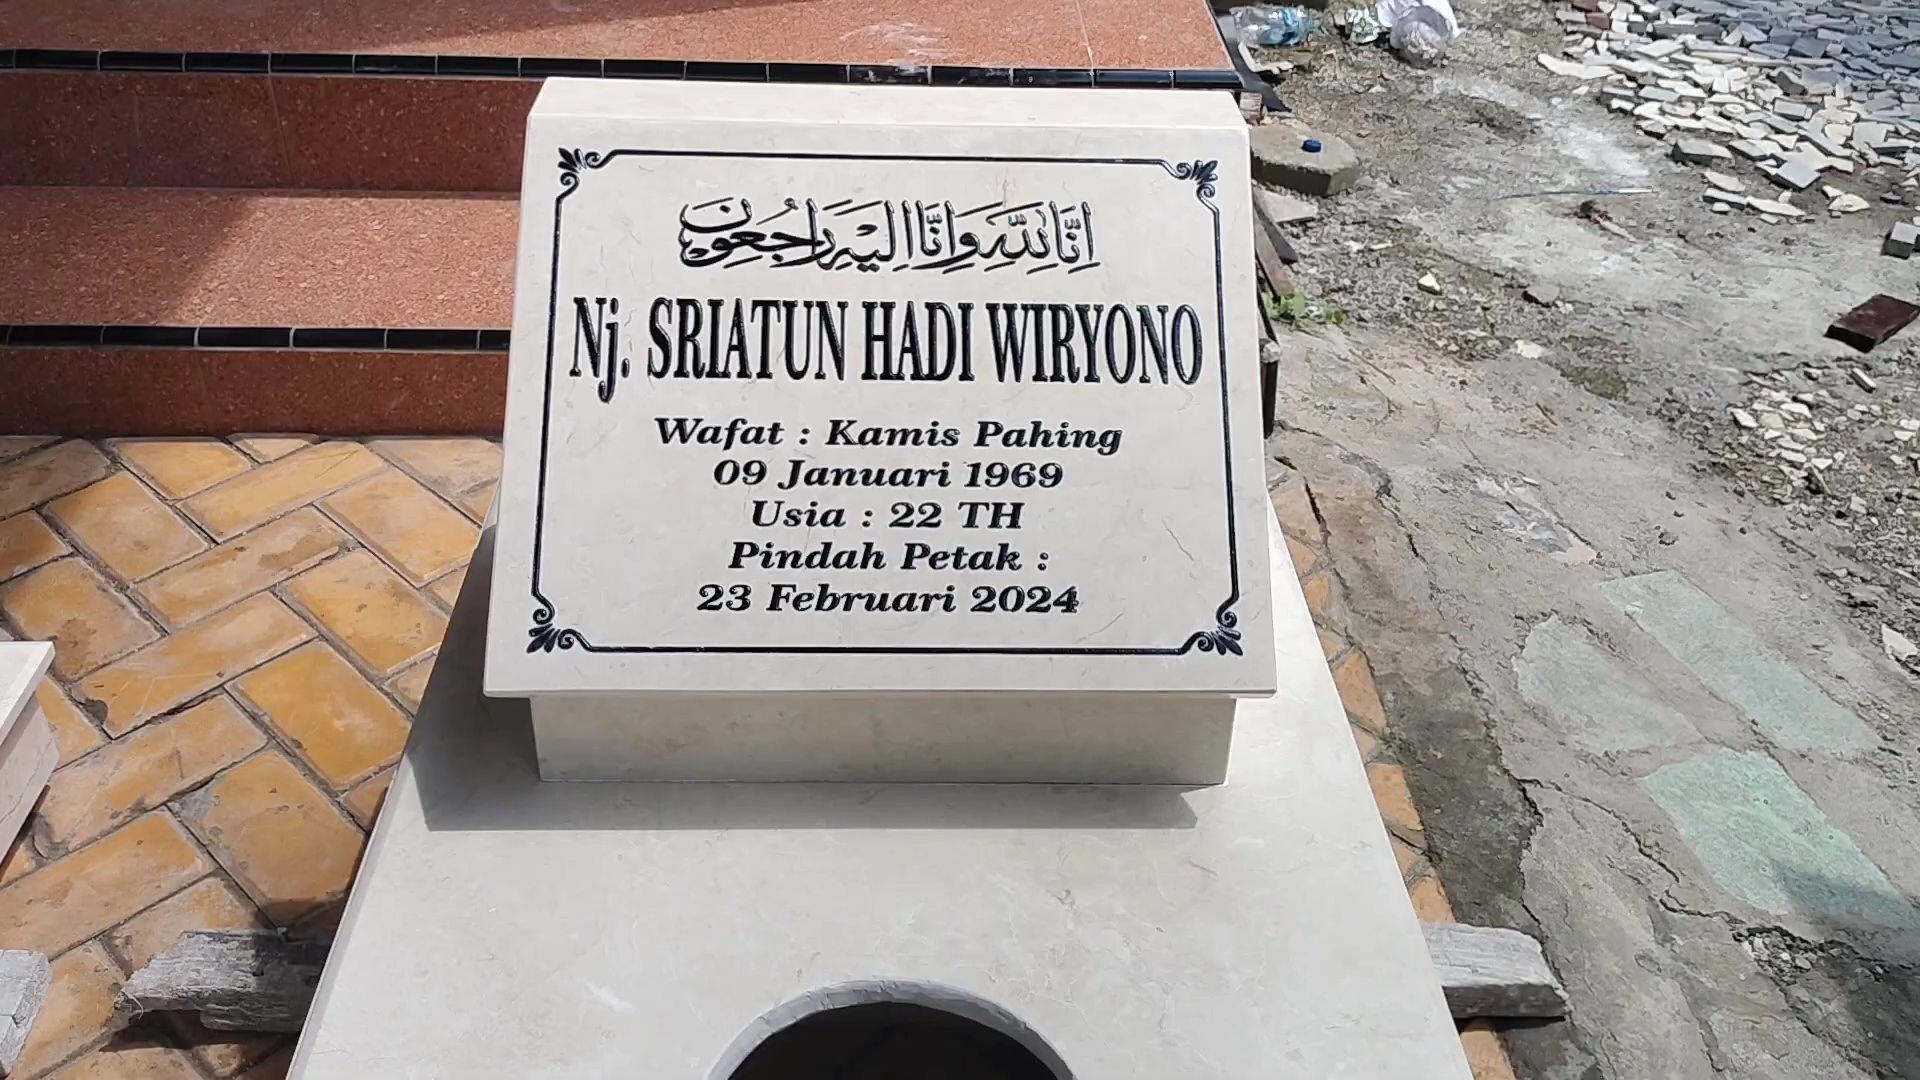 اِنَّا لِلّٰهِ وَاِنَّا اِلَيْهِ رَاجِعُوْنَ
Nj. SRIATUN HADI WIRYONO
Wafat : Kamis Pahing
09 Januari 1969
Usia : 22 TH
Pindah Petak :
23 Februari 2024